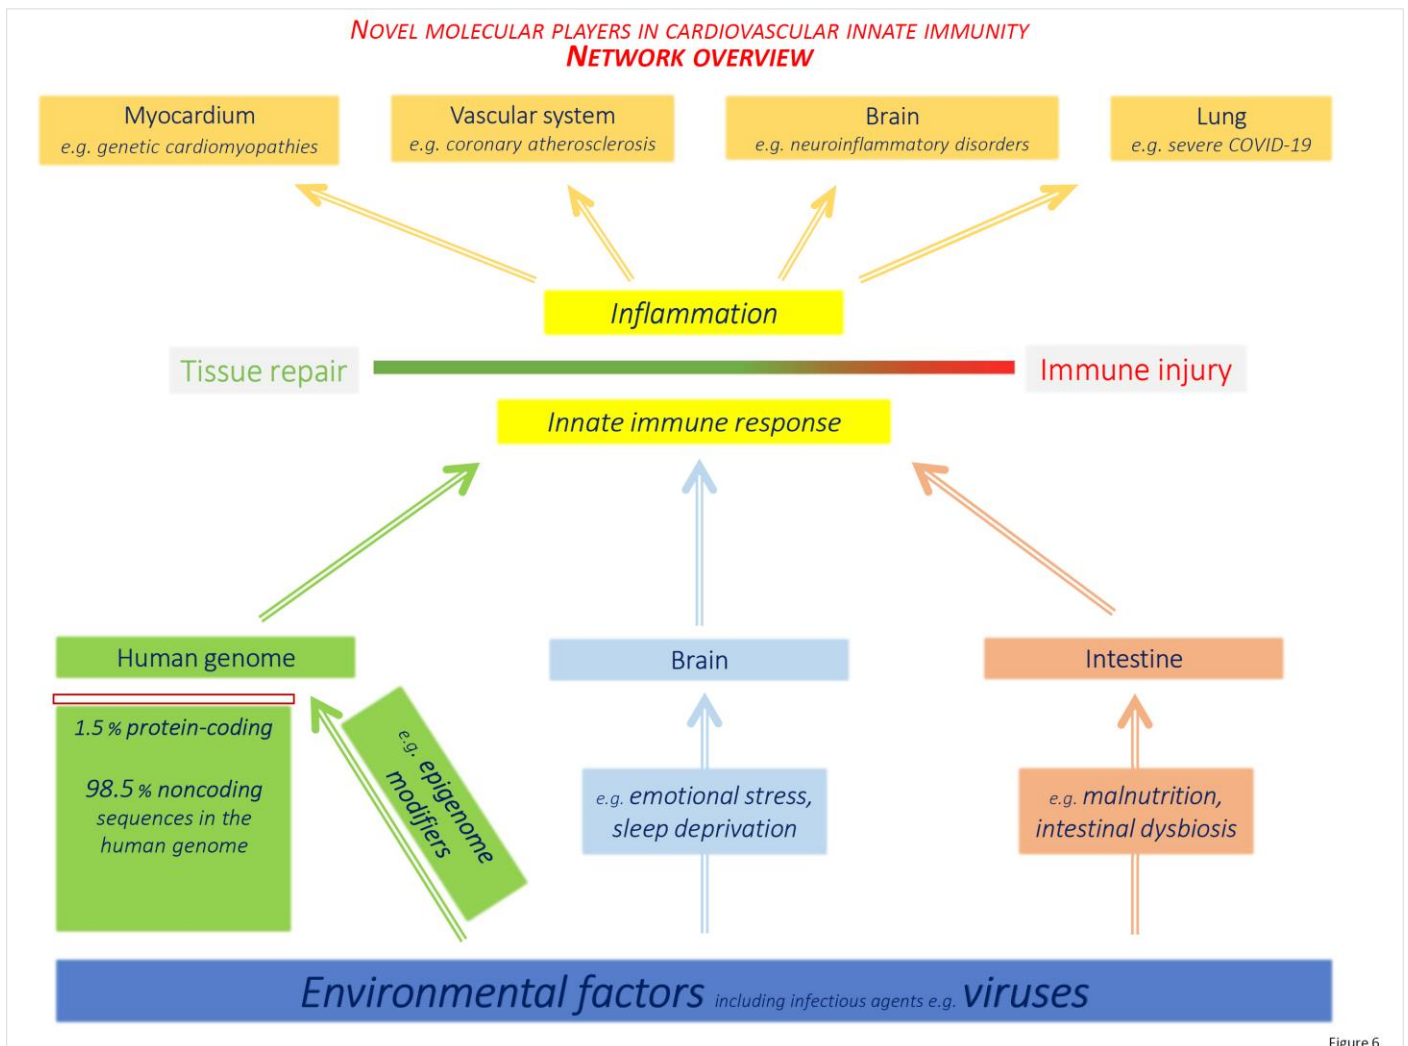 NOVEL MOLECULAR PLAYERS IN CARDIOVASCULAR INNATE IMMUNITY
NETWORK OVERVIEW
Myocardium
e.g. genetic cardiomyopathies
Vascular system
e.g. coronary atherosclerosis
Brain
e.g. neuroinflammatory disorders
Lung
e.g. severe COVID-19
Inflammation
Tissue repair
Immune injury
Innate immune response
Human genome
1.5 % protein-coding
98.5 % noncoding
sequences in the
human genome
e.g. epigenome
modifiers
Brain
e.g. emotional stress,
sleep deprivation
Intestine
e.g. malnutrition,
intestinal dysbiosis
Environmental factors including infectious agents e.g. viruses
Figure 6